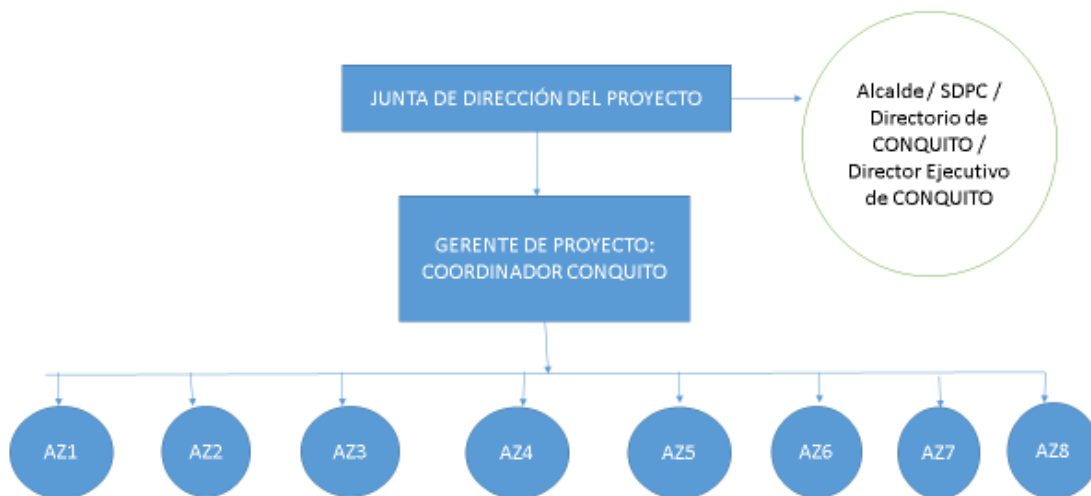 JUNTA DE DIRECCIÓN DEL PROYECTO
Alcalde / SDPC /
Directorio de
CONQUITO /
Director Ejecutivo
de CONQUITO
GERENTE DE PROYECTO:
COORDINADOR CONQUITO
AZ1
AZ2
AZ3
AZ4
AZ5
AZ6
AZ7
AZ8